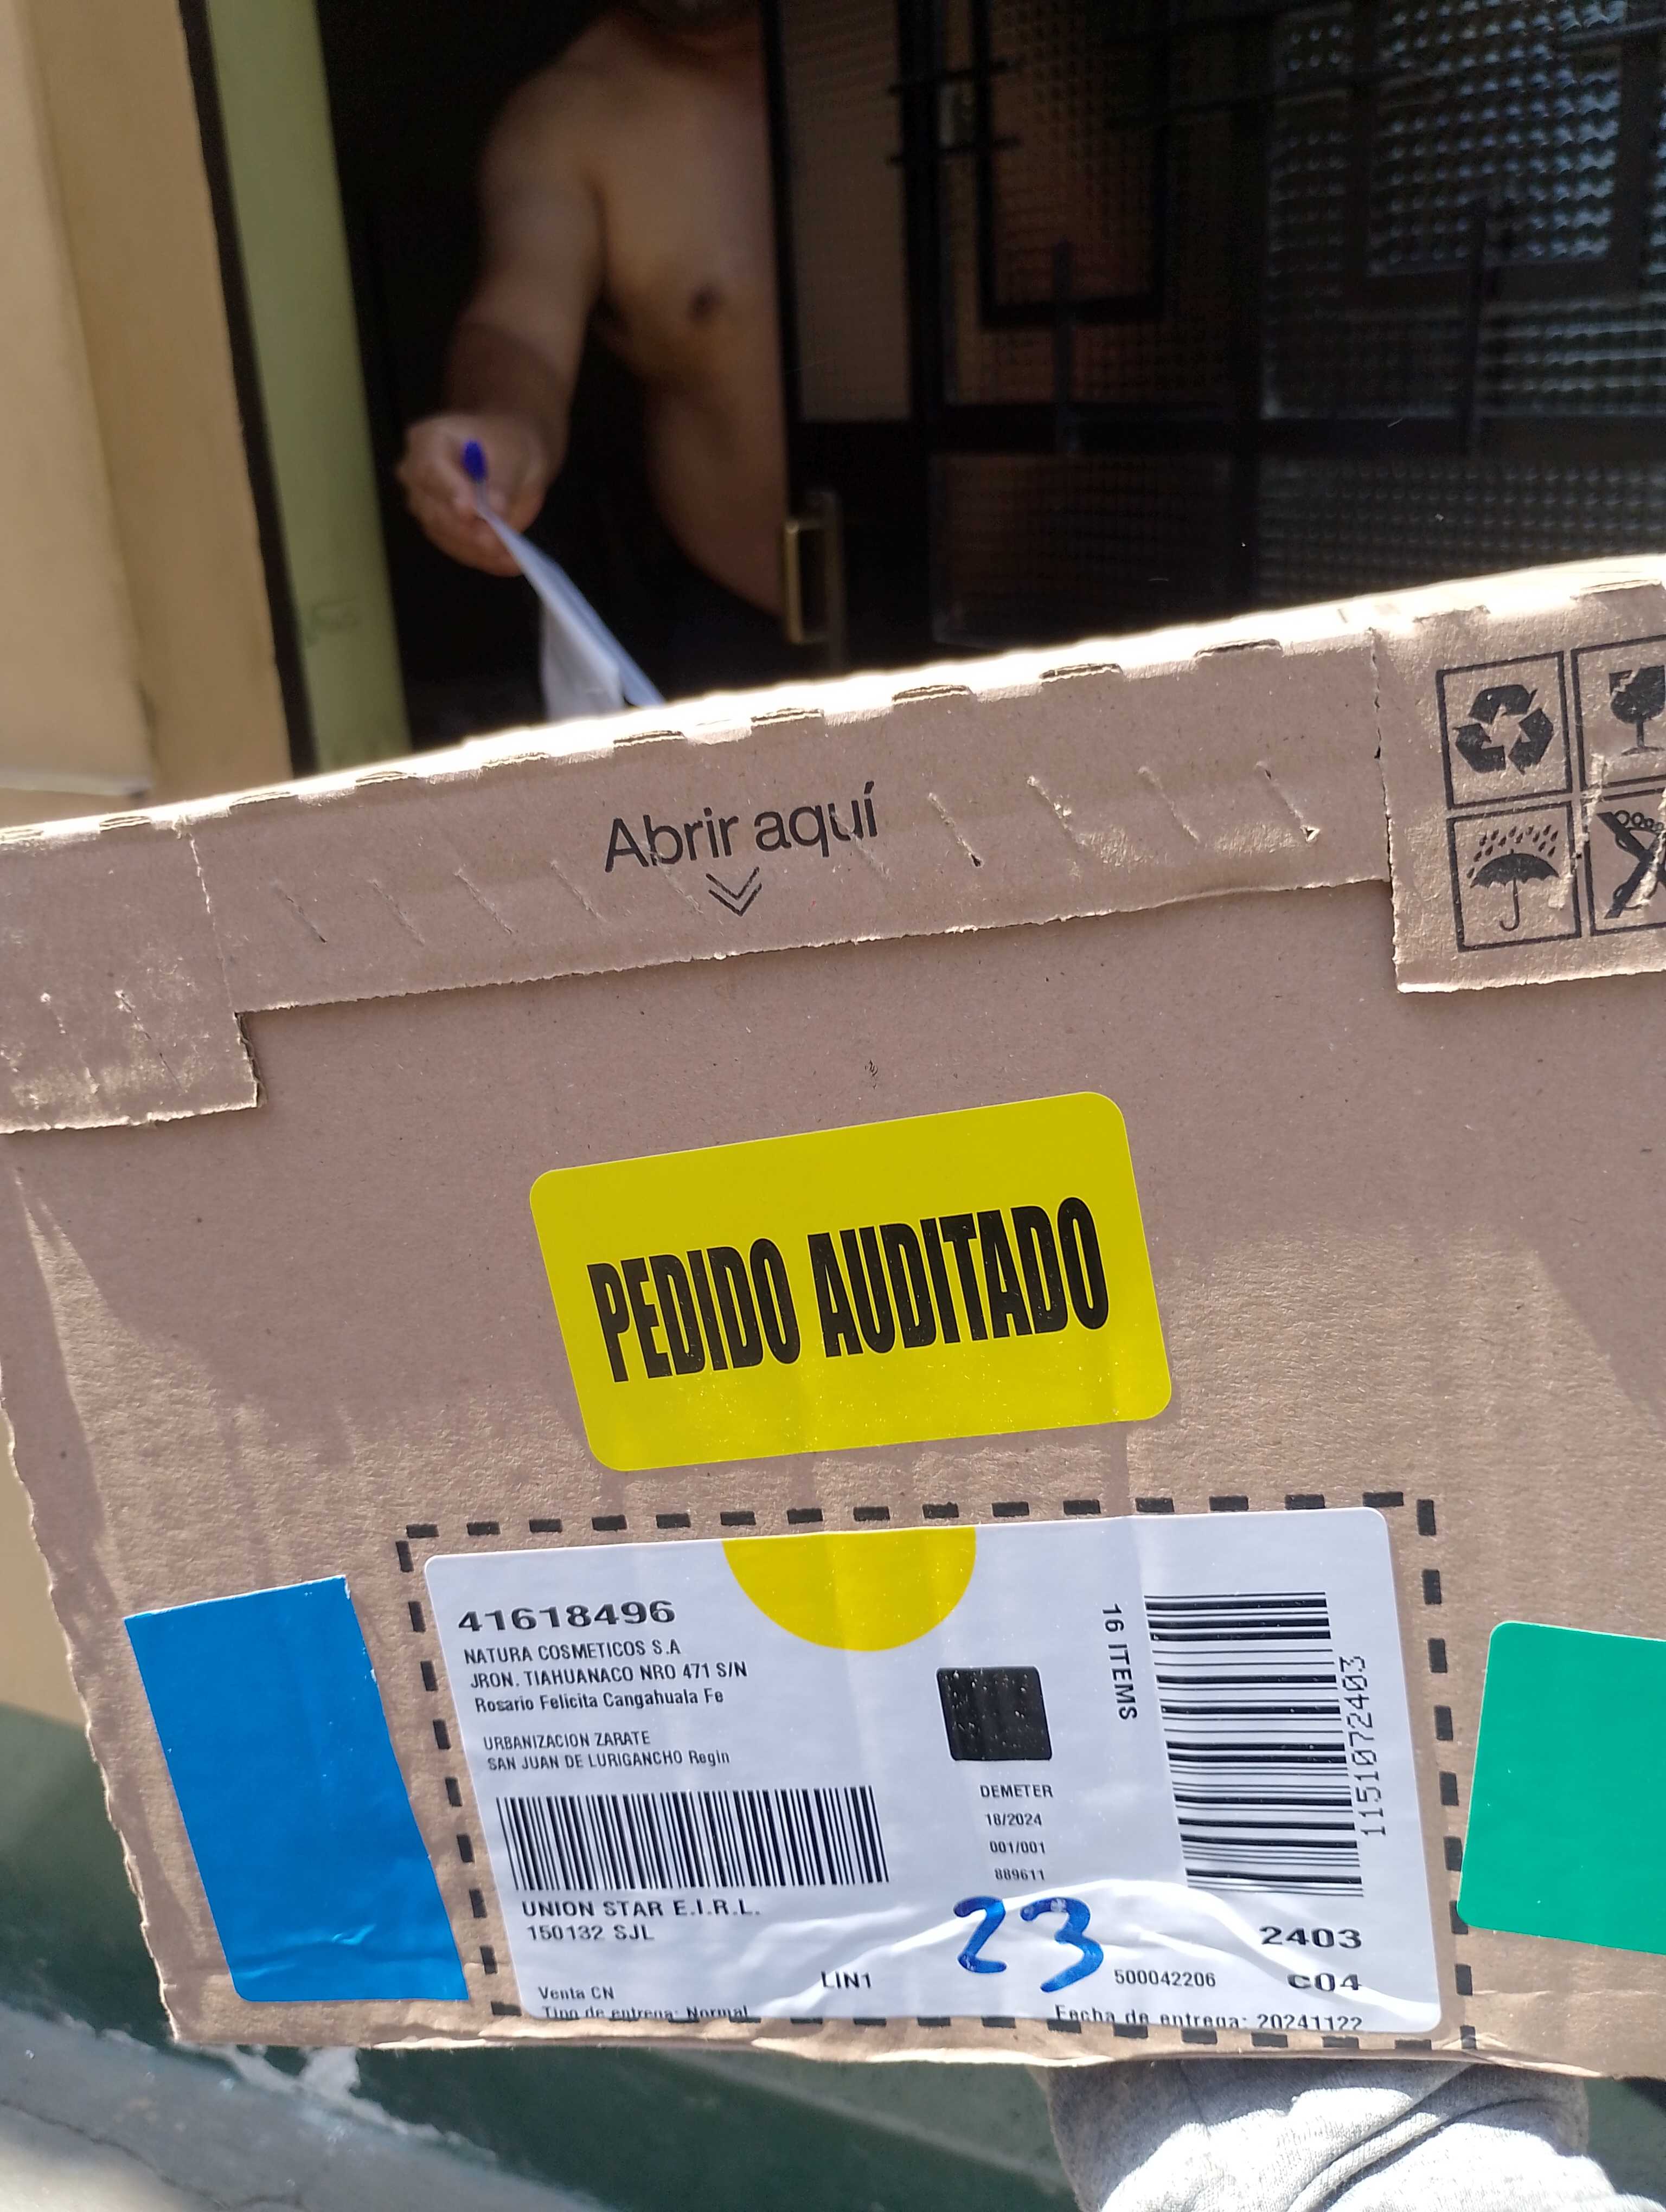 Abrir aquí
PEDIDO AUDITADO
41618496
NATURA COSMETICOS S.A
JRON. TIAHUANACO NRO 471 S/N
Rosario Felicita Cangahuala Fe
URBANIZACION ZARATE
SAN JUAN DE LURIGANCHO Regin
UNION STAR E.I.R.L.
150132 SJL
Venta CN
Tipo de entrega: Normal
LIN1
DEMETER
18/2024
001/001
889611
23
16 ITEMS
1151072403
2403
500042206 C04
Fecha de entrega: 20241122